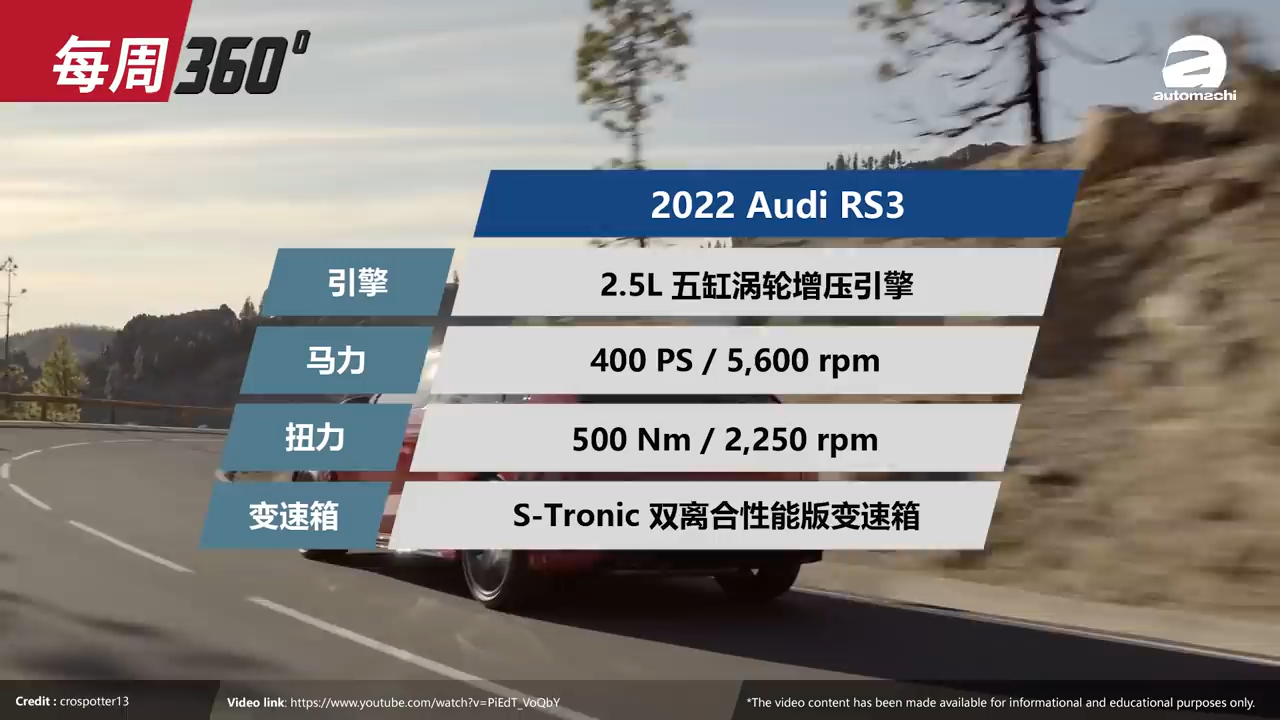 每周360°
automachi
2022 Audi RS3
引擎
2.5L 五缸涡轮增压引擎
马力
400 PS / 5,600 rpm
扭力
500 Nm / 2,250 rpm
变速箱
S-Tronic 双离合性能版变速箱
Credit : crospotter13
Video link: https://www.youtube.com/watch?v=PiEdT_VoQbY
*The video content has been made available for informational and educational purposes only.